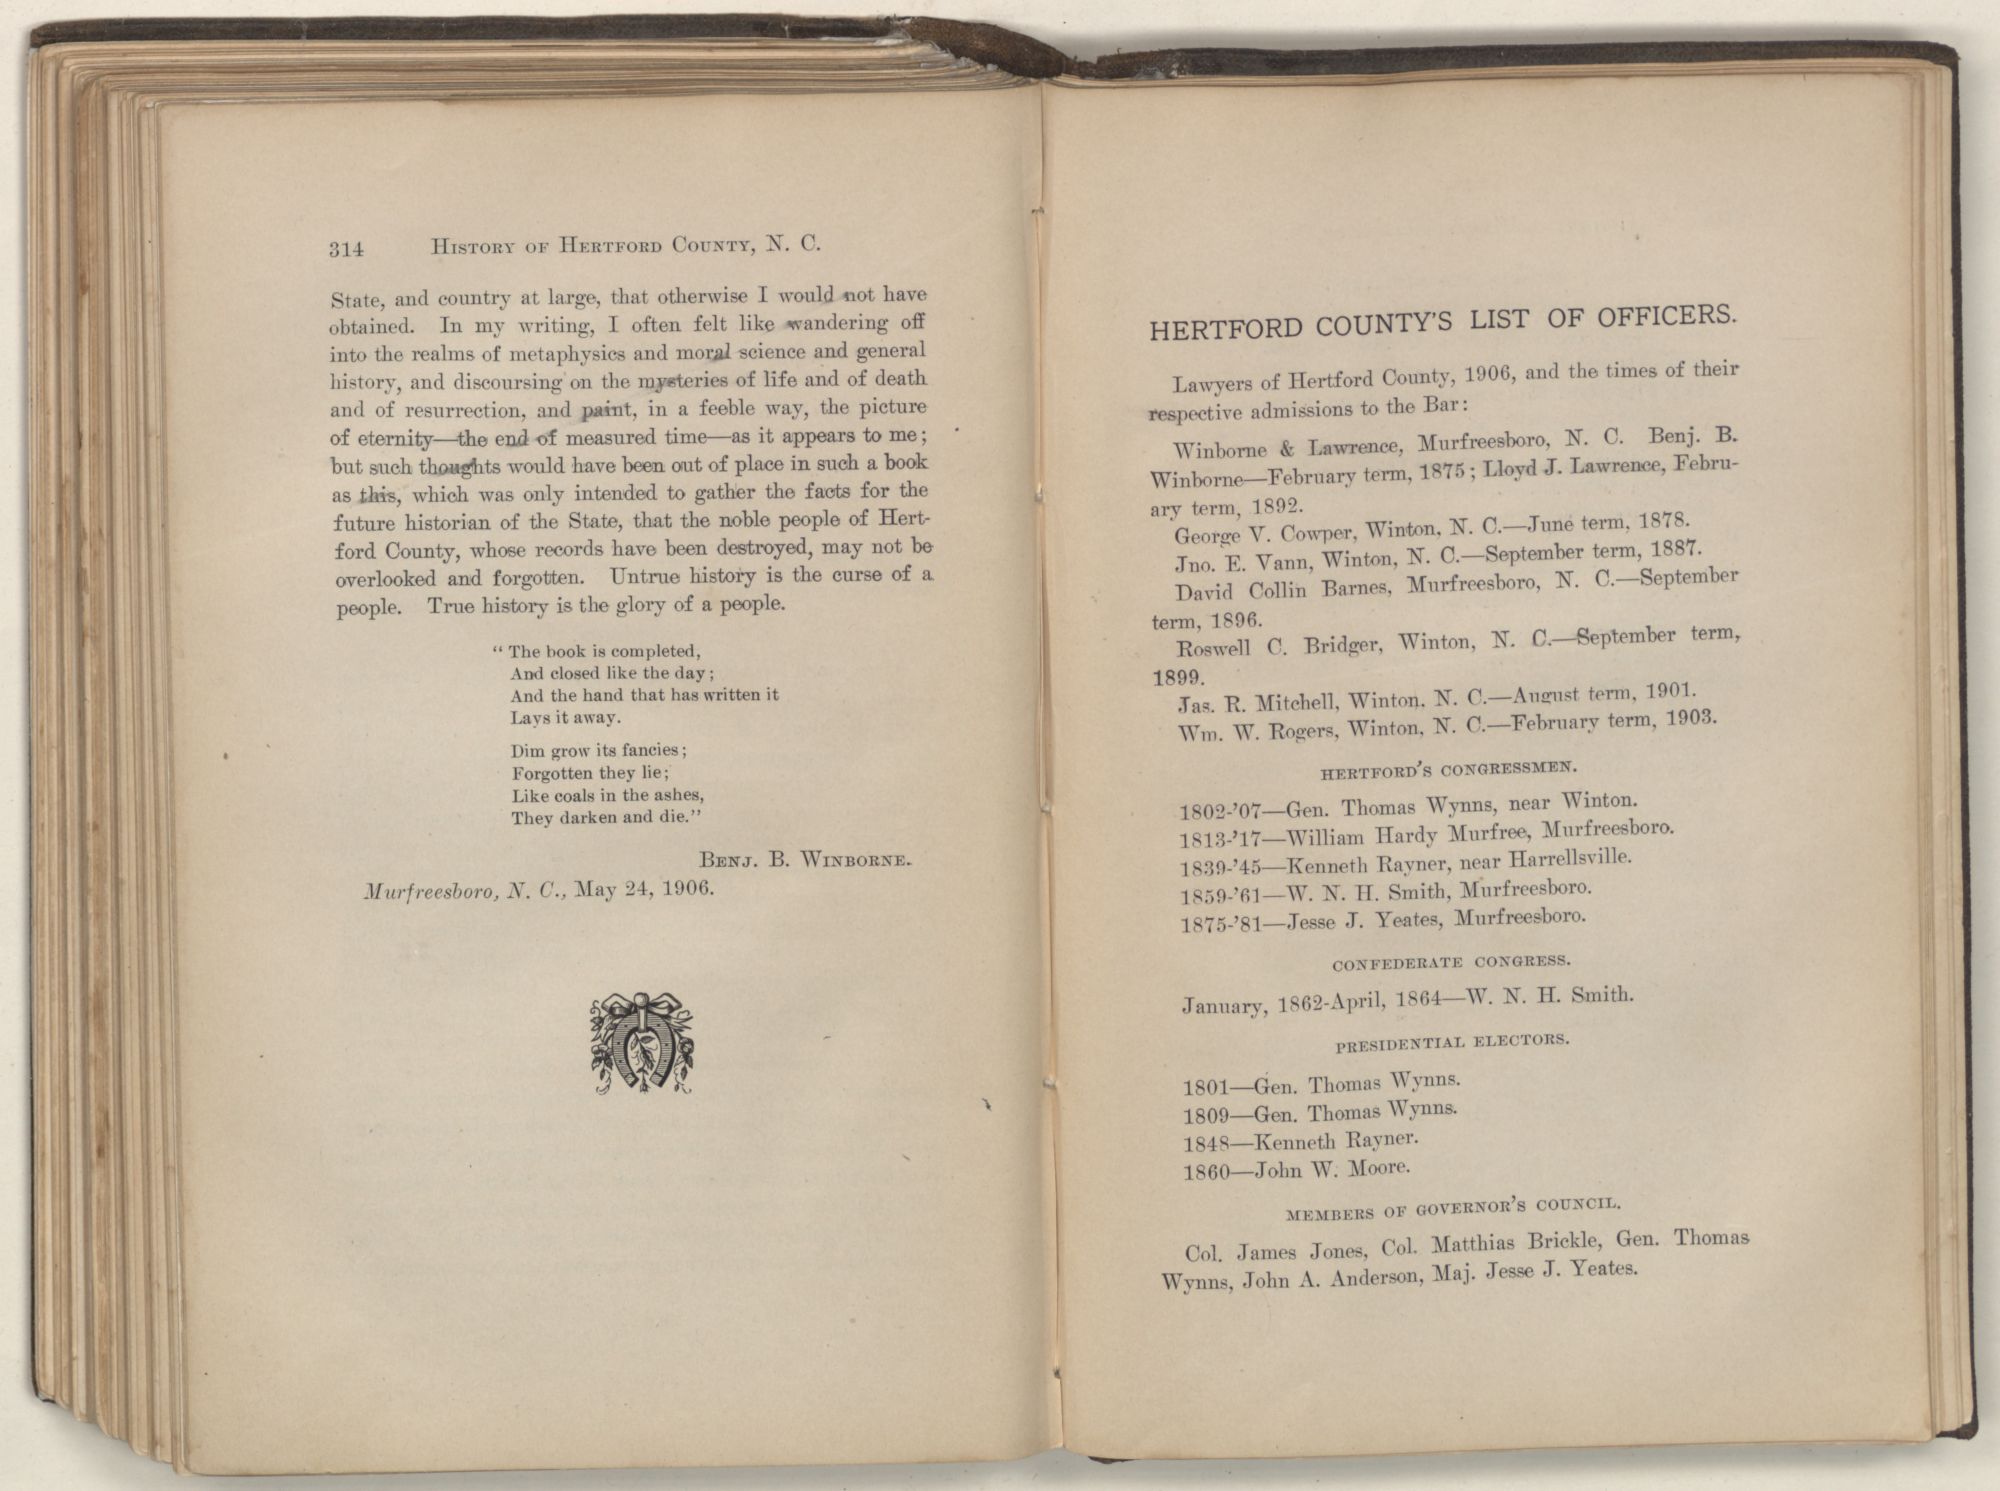 314 History of Hertford County, N. C.
State, and country at large, that otherwise I would not have
obtained. In my writing, I often felt like wandering off
into the realms of metaphysics and moral science and general
history, and discoursing on the mysteries of life and of death
and of resurrection, and paint, in a feeble way, the picture
of eternity—the end of measured time—as it appears to me;
but such thoughts would have been out of place in such a book
as this, which was only intended to gather the facts for the
future historian of the State, that the noble people of Hert-
ford County, whose records have been destroyed, may not be
overlooked and forgotten. Untrue history is the curse of a
people. True history is the glory of a people.
“ The book is completed,
And closed like the day;
And the hand that has written it
Lays it away.
Dim grow its fancies;
Forgotten they lie;
Like coals in the ashes,
They darken and die.”
Benj. B. Winborne.
Murfreesboro, N. C., May 24, 1906.
HERTFORD COUNTY'S LIST OF OFFICERS.
Lawyers of Hertford County, 1906, and the times of their
respective admissions to the Bar:
Winborne & Lawrence, Murfreesboro, N. C. Benj. B.
Winborne—February term, 1875; Lloyd J. Lawrence, Febru-
ary term, 1892.
George V. Cowper, Winton, N. C.—June term, 1878.
Jno. E. Vann, Winton, N. C.—September term, 1887.
David Collin Barnes, Murfreesboro, N. C.—September
term, 1896.
Roswell C. Bridger, Winton, N. C.—September term,
1899.
Jas. R. Mitchell, Winton, N. C.—August term, 1901.
Wm. W. Rogers, Winton, N. C.—February term, 1903.
HERTFORD'S CONGRESSMEN.
1802-'07—Gen. Thomas Wynns, near Winton.
1813-'17—William Hardy Murfree, Murfreesboro.
1839-'45—Kenneth Rayner, near Harrellsville.
1859-'61—W. N. H. Smith, Murfreesboro.
1875-'81—Jesse J. Yeates, Murfreesboro.
CONFEDERATE CONGRESS.
January, 1862-April, 1864—W. N. H. Smith.
PRESIDENTIAL ELECTORS.
1801—Gen. Thomas Wynns.
1809—Gen. Thomas Wynns.
1848—Kenneth Rayner.
1860—John W. Moore.
MEMBERS OF GOVERNOR'S COUNCIL.
Col. James Jones, Col. Matthias Brickle, Gen. Thomas
Wynns, John A. Anderson, Maj. Jesse J. Yeates.